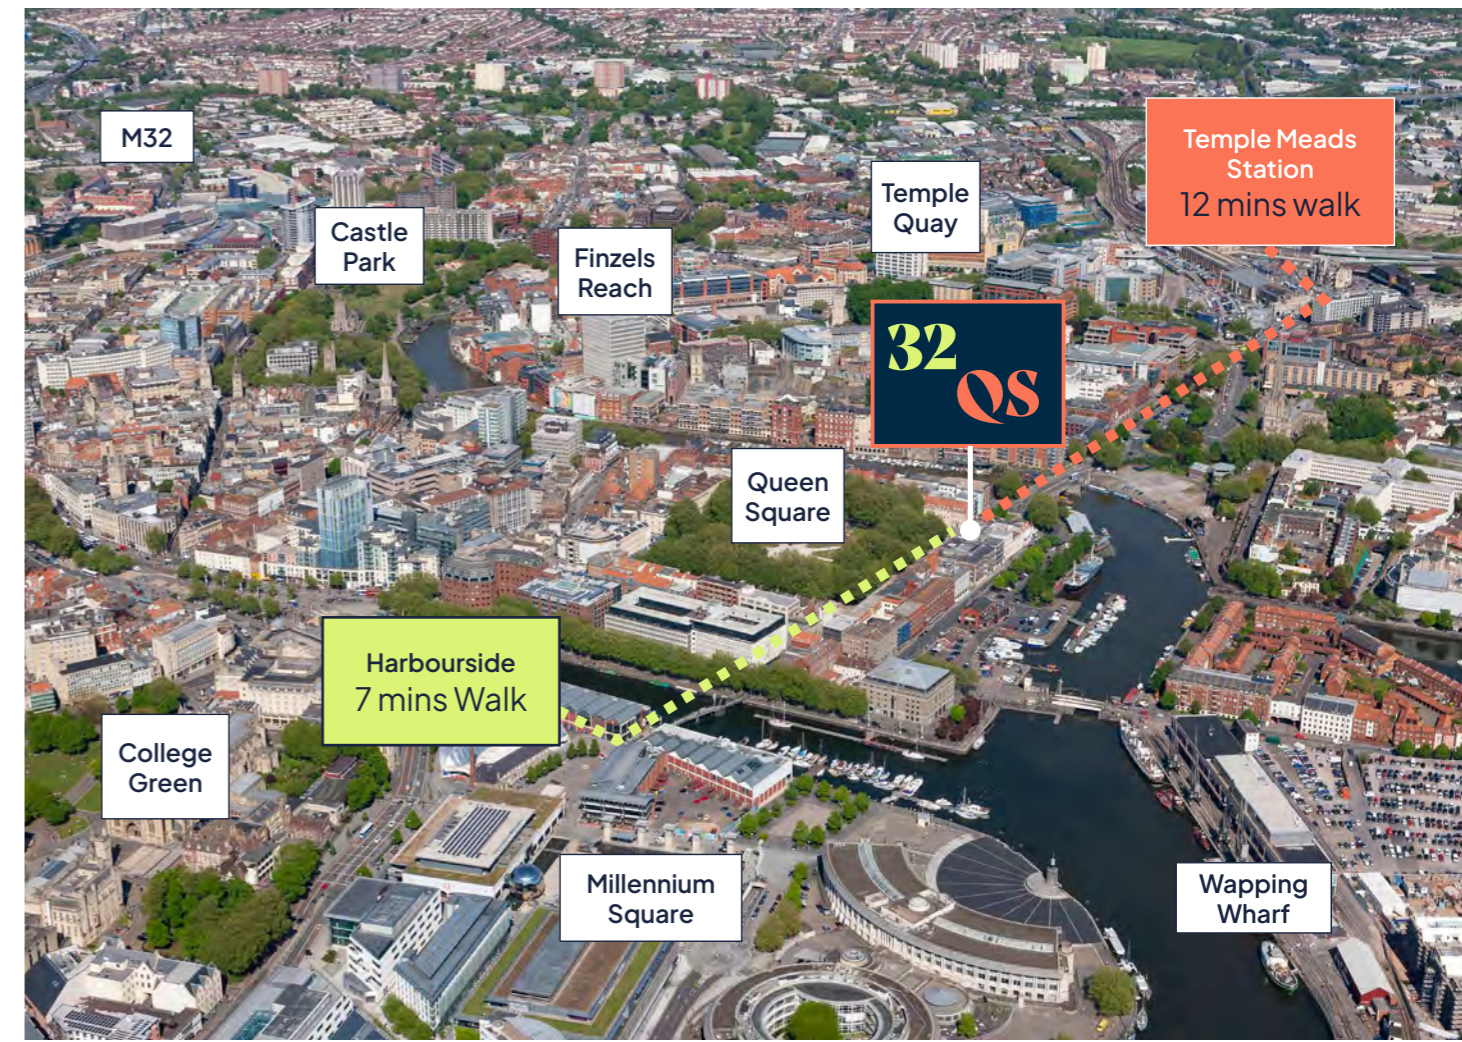 M32
Temple Meads
Station
12 mins walk
Temple
Quay
Castle
Park
Finzels
Reach
32
QS
Queen
Square
Harbourside
7 mins Walk
College
Green
Millennium
Square
Wapping
Wharf